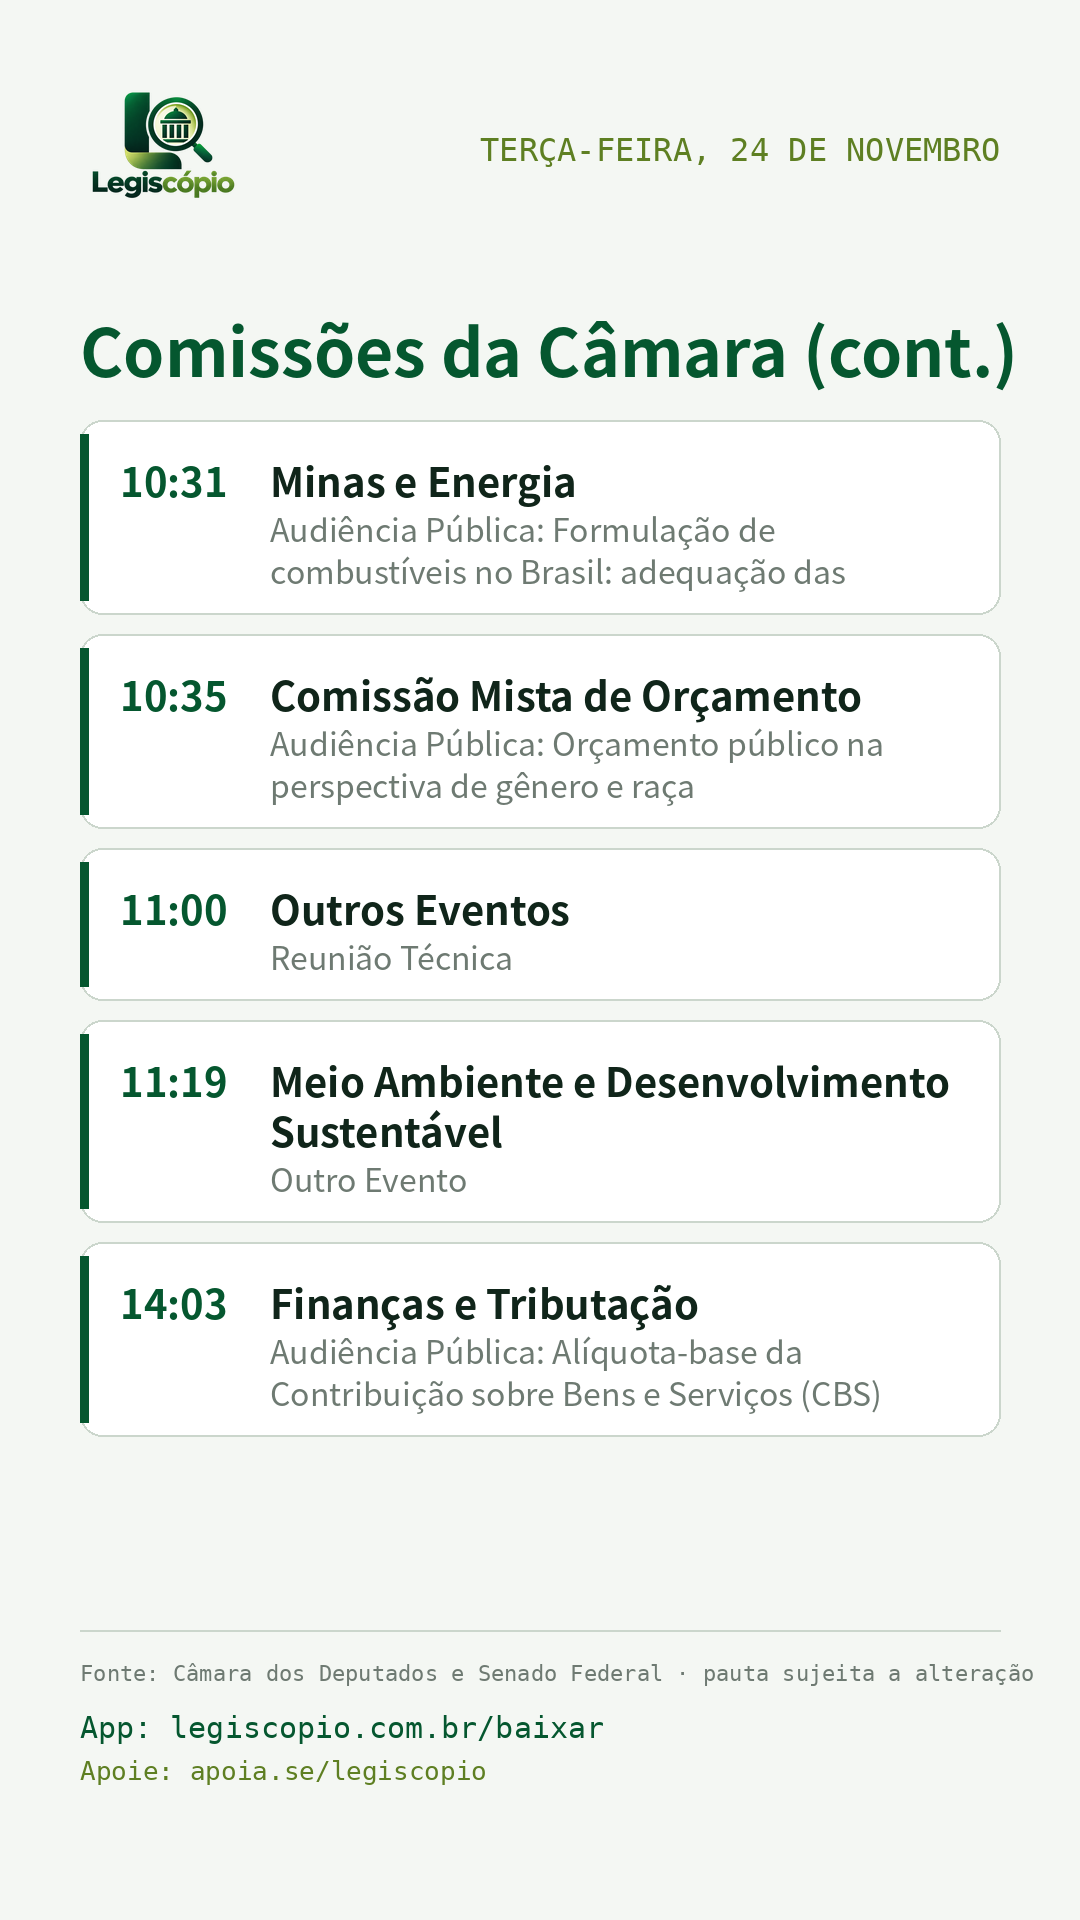 Legiscópio
TERÇA-FEIRA, 24 DE NOVEMBRO
Comissões da Câmara (cont.)
10:31 Minas e Energia
Audiência Pública: Formulação de
combustíveis no Brasil: adequação das
10:35 Comissão Mista de Orçamento
Audiência Pública: Orçamento público na
perspectiva de gênero e raça
11:00 Outros Eventos
Reunião Técnica
11:19 Meio Ambiente e Desenvolvimento
Sustentável
Outro Evento
14:03 Finanças e Tributação
Audiência Pública: Alíquota-base da
Contribuição sobre Bens e Serviços (CBS)
Fonte: Câmara dos Deputados e Senado Federal · pauta sujeita a alteração
App: legiscopio.com.br/baixar
Apoie: apoia.se/legiscopio